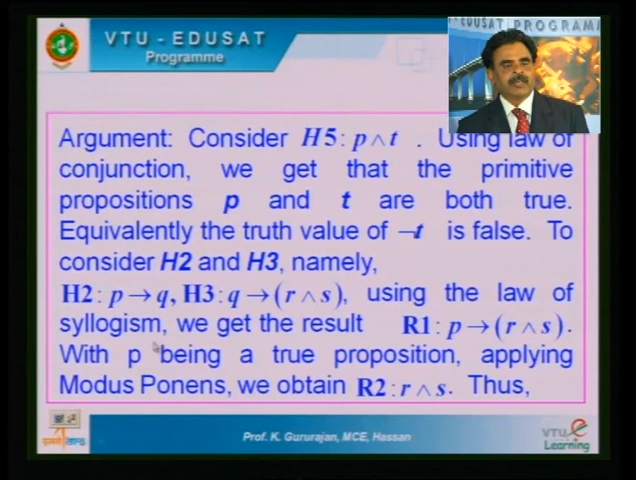 VTU - EDUSAT
Programme
EDUSAT PROGRAMM
Argument: Consider H5: p∧t . Using law of
conjunction, we get that the primitive
propositions p and t are both true.
Equivalently the truth value of ¬t is false. To
consider H2 and H3, namely,
H2: p→q, H3: q→(r∧s), using the law of
syllogism, we get the result R1: p→(r∧s).
With p being a true proposition, applying
Modus Ponens, we obtain R2: r∧s. Thus,
Prof. K. Gururajan, MCE, Hassan
VTU e
Learning